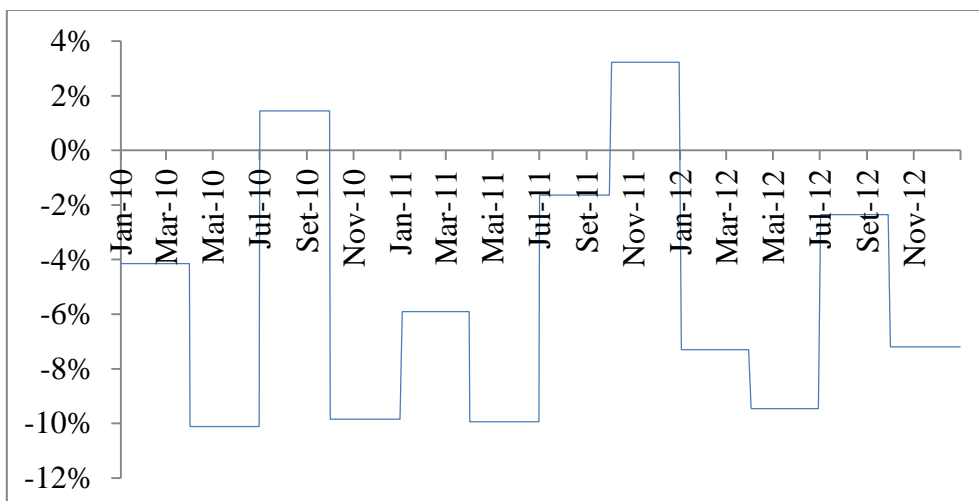 4%
2%
0%
-2%
-4%
-6%
-8%
-10%
-12%
Jan-10
Mar-10
Mai-10
Jul-10
Set-10
Nov-10
Jan-11
Mar-11
Mai-11
Jul-11
Set-11
Nov-11
Jan-12
Mar-12
Mai-12
Jul-12
Set-12
Nov-12